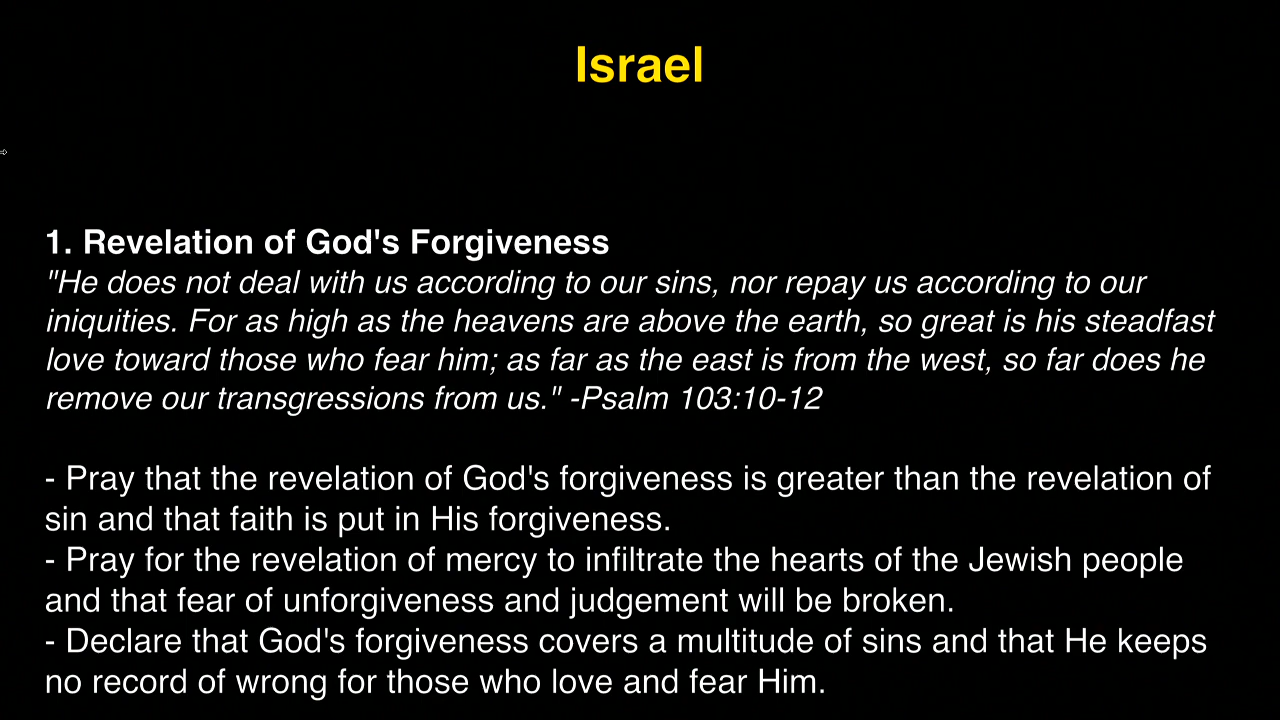 Israel
1. Revelation of God's Forgiveness
"He does not deal with us according to our sins, nor repay us according to our
iniquities. For as high as the heavens are above the earth, so great is his steadfast
love toward those who fear him; as far as the east is from the west, so far does he
remove our transgressions from us." -Psalm 103:10-12
- Pray that the revelation of God's forgiveness is greater than the revelation of
sin and that faith is put in His forgiveness.
- Pray for the revelation of mercy to infiltrate the hearts of the Jewish people
and that fear of unforgiveness and judgement will be broken.
- Declare that God's forgiveness covers a multitude of sins and that He keeps
no record of wrong for those who love and fear Him.